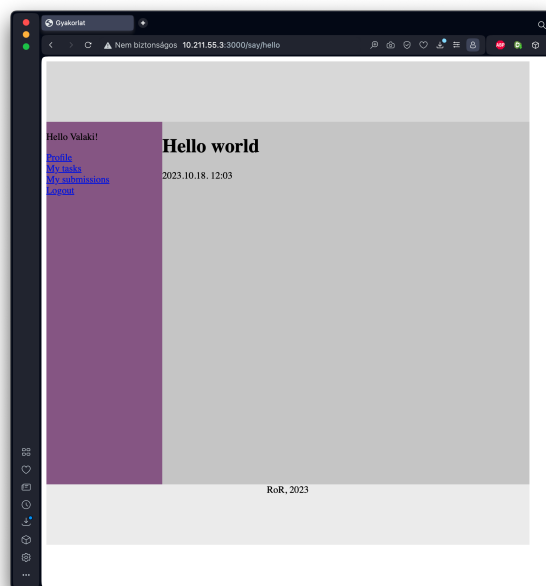 Gyakorlat
Nem biztonságos 10.211.55.3:3000/say/hello
ABP
Hello Valaki!
Profile
My tasks
My submissions
Logout
Hello world
2023.10.18. 12:03
RoR, 2023